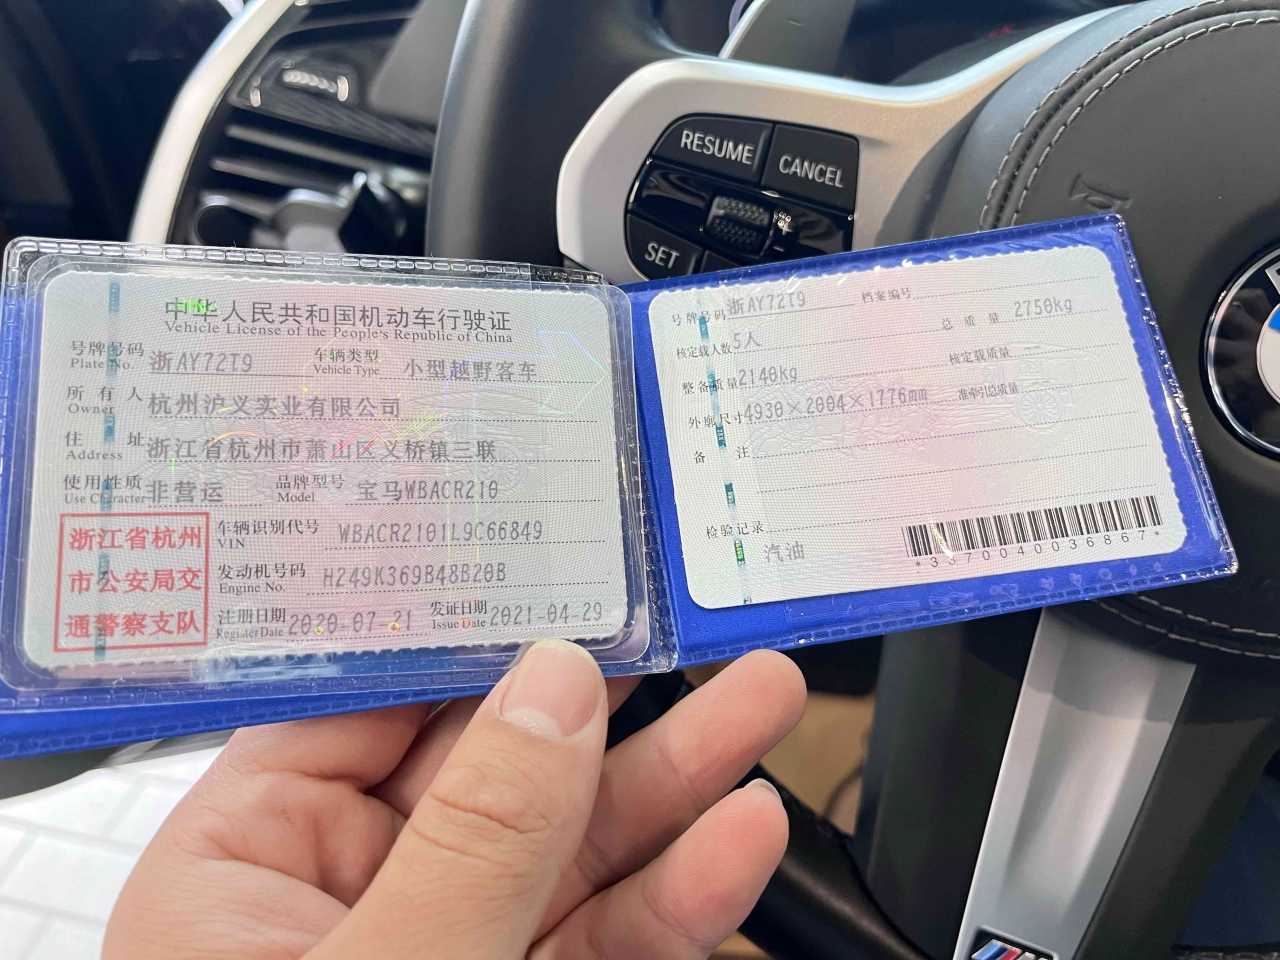 RESUME
CANCEL
SET
中华人民共和国机动车行驶证
Vehicle License of the People's Republic of China
号牌号码 浙AY72T9 车辆类型 小型越野客车
Plate No. Vehicle Type
所有人 杭州沪义实业有限公司
Owner
住址 浙江省杭州市萧山区义桥镇三联
Address
使用性质 非营运 品牌型号 宝马WBACR210
Use Character Model
浙江省杭州
市公安局交
通警察支队
车辆识别代号 WBACR2101L9C66849
VIN
发动机号码 H249K369B48B20B
Engine No.
注册日期 2020-07-21 发证日期 2021-04-29
Register Date Issue Date
号牌号码 浙AY72T9 档案编号
核定载人数 5人 总质量 2750kg
整备质量 2140kg 核定载质量
外廓尺寸 4930×2004×1776mm 准牵引总质量
备注
检验记录
汽油
*3370040036867*